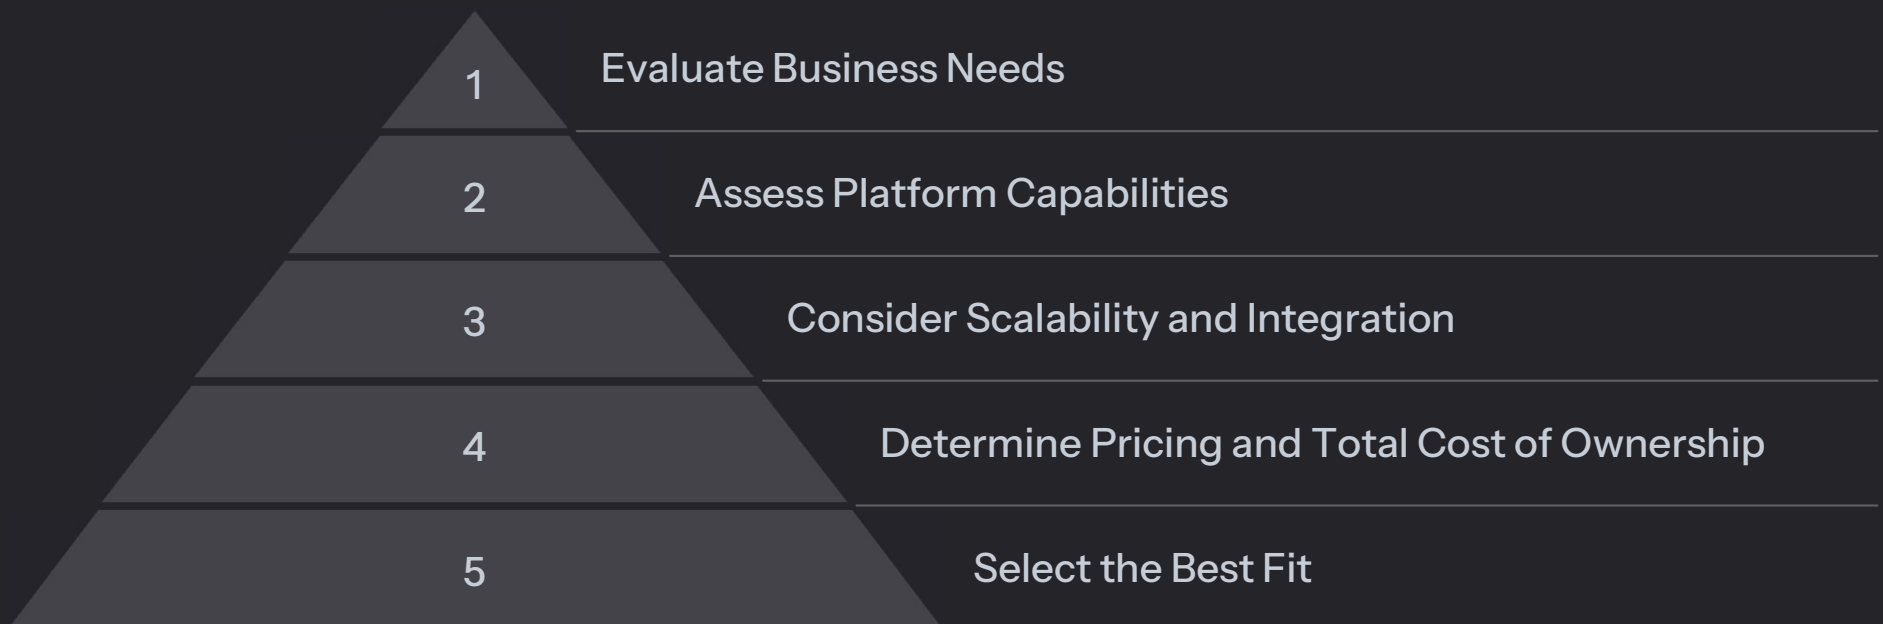 1
Evaluate Business Needs
2
Assess Platform Capabilities
3
Consider Scalability and Integration
4
Determine Pricing and Total Cost of Ownership
5
Select the Best Fit